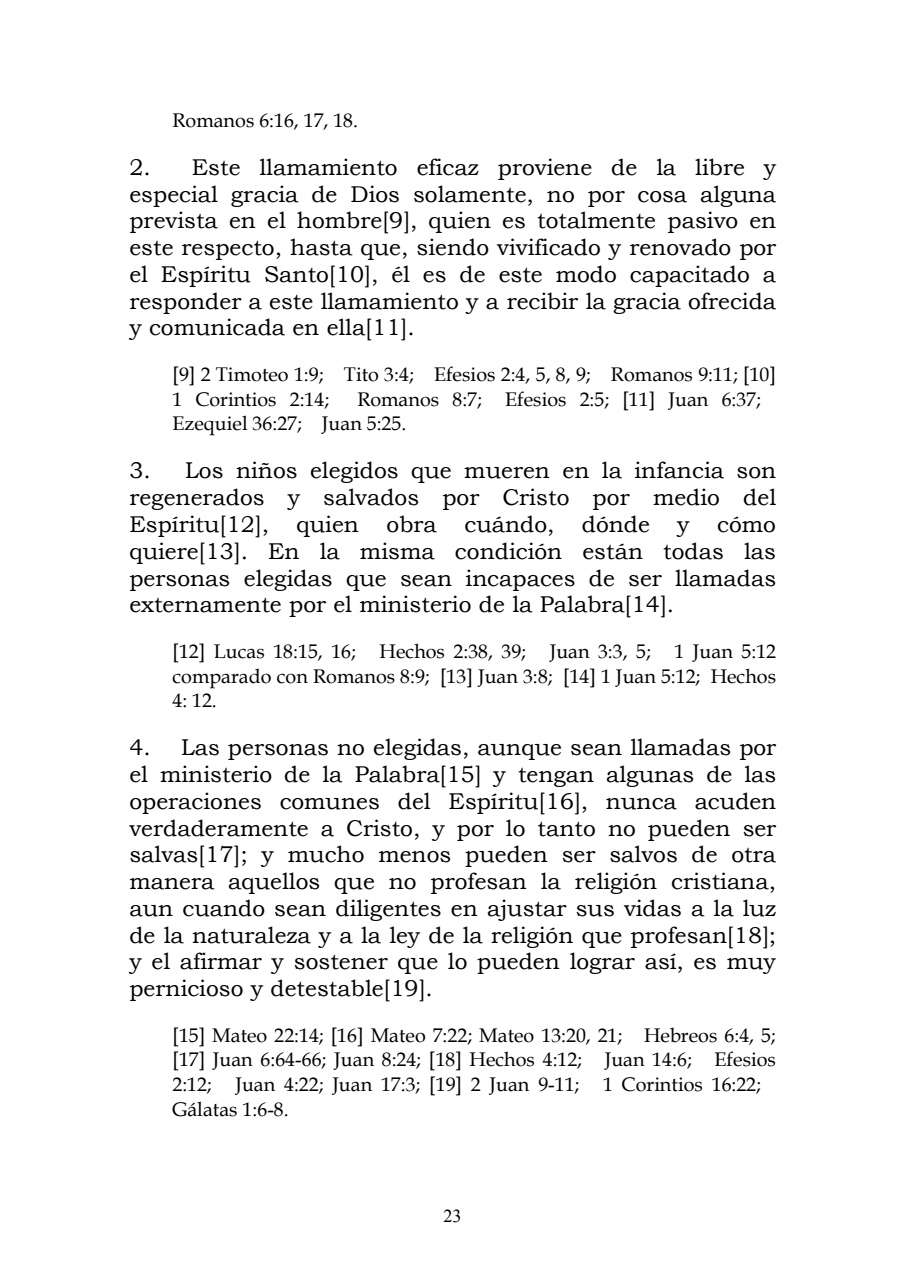 Romanos 6:16, 17, 18.
2. Este llamamiento eficaz proviene de la libre y
especial gracia de Dios solamente, no por cosa alguna
prevista en el hombre[9], quien es totalmente pasivo en
este respecto, hasta que, siendo vivificado y renovado por
el Espíritu Santo[10], él es de este modo capacitado a
responder a este llamamiento y a recibir la gracia ofrecida
y comunicada en ella[11].
[9] 2 Timoteo 1:9; Tito 3:4; Efesios 2:4, 5, 8, 9; Romanos 9:11; [10]
1 Corintios 2:14; Romanos 8:7; Efesios 2:5; [11] Juan 6:37;
Ezequiel 36:27; Juan 5:25.
3. Los niños elegidos que mueren en la infancia son
regenerados y salvados por Cristo por medio del
Espíritu[12], quien obra cuándo, dónde y cómo
quiere[13]. En la misma condición están todas las
personas elegidas que sean incapaces de ser llamadas
externamente por el ministerio de la Palabra[14].
[12] Lucas 18:15, 16; Hechos 2:38, 39; Juan 3:3, 5; 1 Juan 5:12
comparado con Romanos 8:9; [13] Juan 3:8; [14] 1 Juan 5:12; Hechos
4: 12.
4. Las personas no elegidas, aunque sean llamadas por
el ministerio de la Palabra[15] y tengan algunas de las
operaciones comunes del Espíritu[16], nunca acuden
verdaderamente a Cristo, y por lo tanto no pueden ser
salvas[17]; y mucho menos pueden ser salvos de otra
manera aquellos que no profesan la religión cristiana,
aun cuando sean diligentes en ajustar sus vidas a la luz
de la naturaleza y a la ley de la religión que profesan[18];
y el afirmar y sostener que lo pueden lograr así, es muy
pernicioso y detestable[19].
[15] Mateo 22:14; [16] Mateo 7:22; Mateo 13:20, 21; Hebreos 6:4, 5;
[17] Juan 6:64-66; Juan 8:24; [18] Hechos 4:12; Juan 14:6; Efesios
2:12; Juan 4:22; Juan 17:3; [19] 2 Juan 9-11; 1 Corintios 16:22;
Gálatas 1:6-8.
23